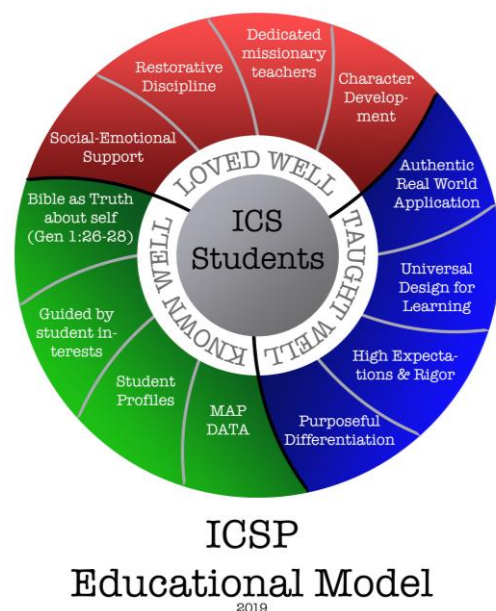 Dedicated
missionary
teachers
Restorative
Discipline
Character
Develop-
ment
Social-Emotional
Support
LOVED WELL
Authentic
Real World
Application
Universal
Design for
Learning
High Expecta-
tions & Rigor
Purposeful
Differentiation
TAUGHT WELL
Bible as Truth
about self
(Gen 1:26-28)
Guided by
student in-
terests
Student
Profiles
MAP
DATA
KNOWN WELL
ICS
Students
ICSP
Educational Model
2019